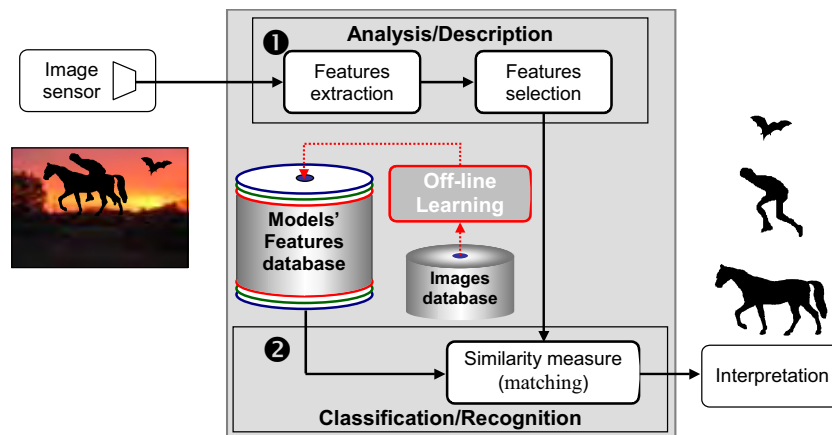 ❶
Analysis/Description
Image
sensor
Features
extraction
Features
selection
Off-line
Learning
Models'
Features
database
Images
database
❷
Similarity measure
(matching)
Interpretation
Classification/Recognition